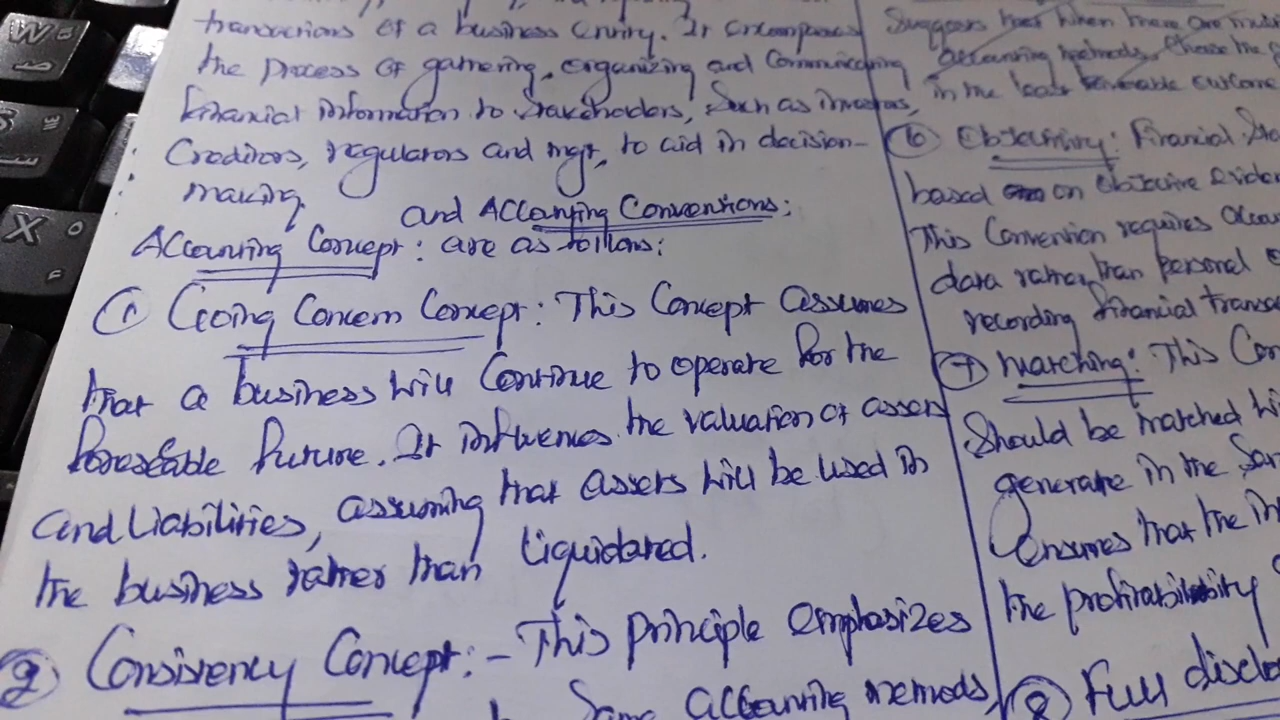 transactions of a business entity. It encompasses
the process of gathering, organizing and Communicating
financial information to Stakeholders, Such as investors,
Creditors, regulators and mgt, to aid in decision-
making.
and Accounting Conventions:
Accounting Concept: are as follows:
① Going Concern Concept: This Concept assumes
that a business will Continue to operate for the
foreseeable future. It influences the valuation of assets
and Liabilities, assuming that assets will be used in
the business rather than Liquidated.
② Consistency Concept:- This principle emphasizes
Same accounting methods,
Suggests that when there are
accounting methods, Choose the
in the least favourable outcome
⑥ Objectivity: Financial
based on objective
This Convention requires
data rather than personal
recording financial
⑦ Matching: This
Should be matched
generate in the
ensures that the
the profitability
⑧ Full
W
ص
S
س
X
ء